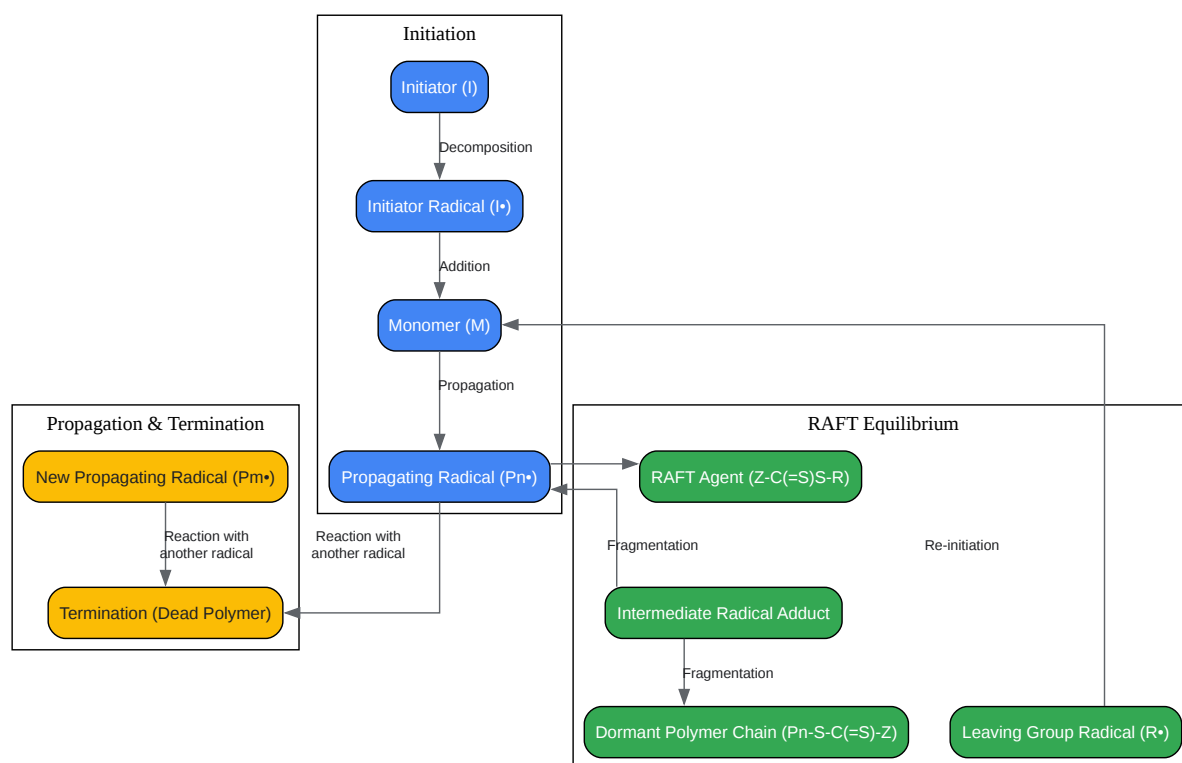 Initiation
Initiator (I)
Decomposition
Initiator Radical (I•)
Addition
Monomer (M)
Propagation
Propagating Radical (Pn•)
Propagation & Termination
New Propagating Radical (Pm•)
Reaction with
another radical
Termination (Dead Polymer)
Reaction with
another radical
RAFT Equilibrium
RAFT Agent (Z-C(=S)S-R)
Fragmentation
Re-initiation
Intermediate Radical Adduct
Fragmentation
Dormant Polymer Chain (Pn-S-C(=S)-Z)
Leaving Group Radical (R•)